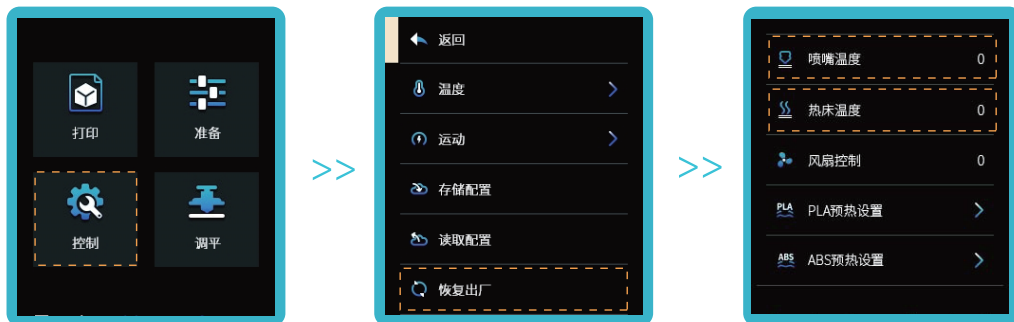 打印
准备
控制
调平
>>
返回
温度
运动
存储配置
读取配置
恢复出厂
>>
喷嘴温度 0
热床温度 0
风扇控制 0
PLA PLA预热设置
ABS ABS预热设置